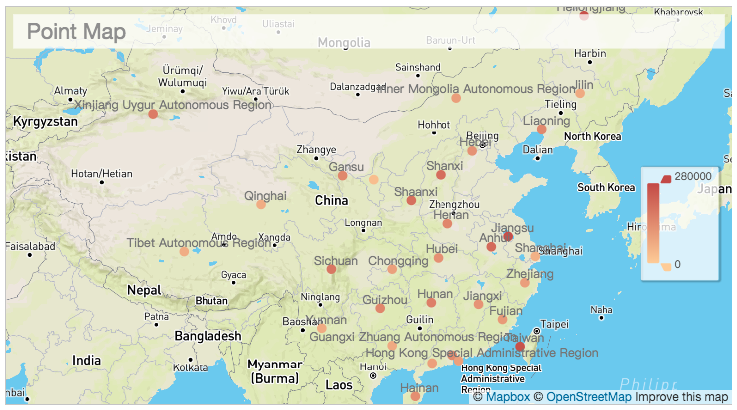 Heilongjiang
Khabarovsk
Point Map
Jeminay
Khovd
Uliastai
Mongolia
Baruun-Urt
Harbin
Sainshand
Almaty
Ürümqi/
Wulumuqi
Yiwu/Ara Türük
Dalanzadgad
Inner Mongolia Autonomous Region
Jilin
Xinjiang Uygur Autonomous Region
Tieling
Kyrgyzstan
Hohhot
Liaoning
Beijing
Hebei
North Korea
kistan
Zhangye
Dalian
Gansu
Shanxi
Hotan/Hetian
Qinghai
China
Shaanxi
Zhengzhou
Henan
South Korea
Japan
280000
0
Longnan
Jiangsu
Anhui
Shanghai
Shanghai
Faisalabad
Tibet Autonomous Region
Amdo
Xangda
Sichuan
Chongqing
Hubei
Zhejiang
Gyaca
Nepal
Bhutan
Ninglang
Guizhou
Hunan
Jiangxi
Fujian
Naha
Patna
Baoshan
Yunnan
Guilin
Taipei
Bangladesh
Guangxi Zhuang Autonomous Region
Taiwan
India
Kolkata
Myanmar
(Burma)
Laos
Hanoi
Hong Kong Special Administrative Region
Hong Kong Special
Administrative
Region
Hainan
Philipp
© Mapbox © OpenStreetMap Improve this map